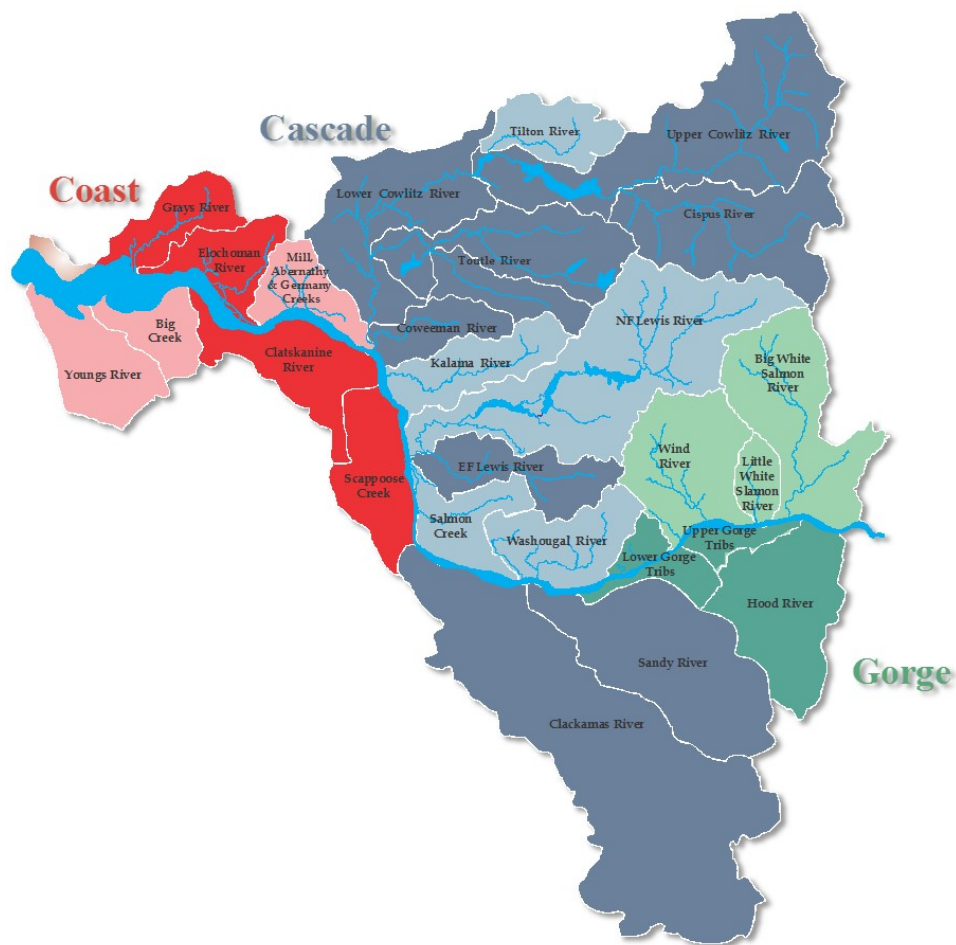 Cascade
Tilton River
Upper Cowlitz River
Coast
Lower Cowlitz River
Grays River
Cispus River
Elochoman
River
Mill,
Abernathy
& Germany
Creeks
Toutle River
NF Lewis River
Big
Creek
Coweeman River
Clatskanine
River
Kalama River
Big White
Salmon
River
Youngs River
Wind
River
Little
White
Slamon
River
EF Lewis River
Scappoose
Creek
Salmon
Creek
Washougal River
Upper Gorge
Tribs
Lower Gorge
Tribs
Hood River
Sandy River
Gorge
Clackamas River